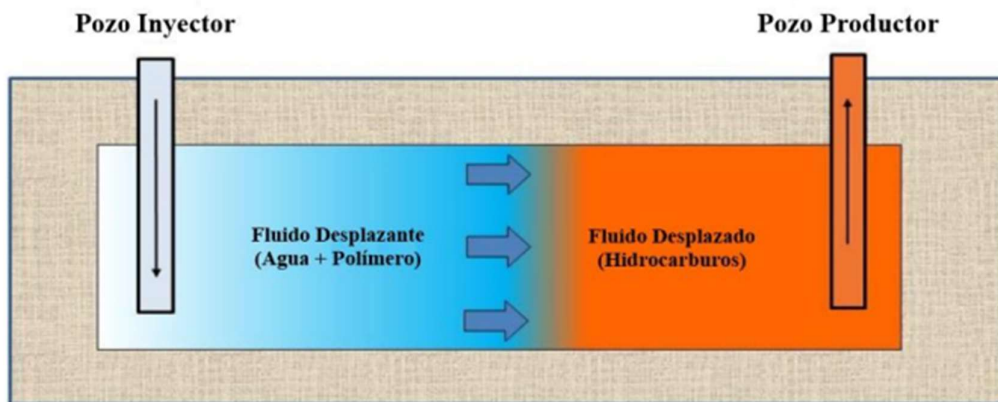 Pozo Inyector
Pozo Productor
Fluido Desplazante
(Agua + Polímero)
Fluido Desplazado
(Hidrocarburos)